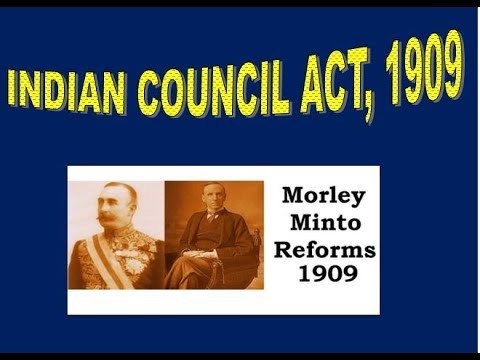 INDIAN COUNCIL ACT, 1909
Morley
Minto
Reforms
1909